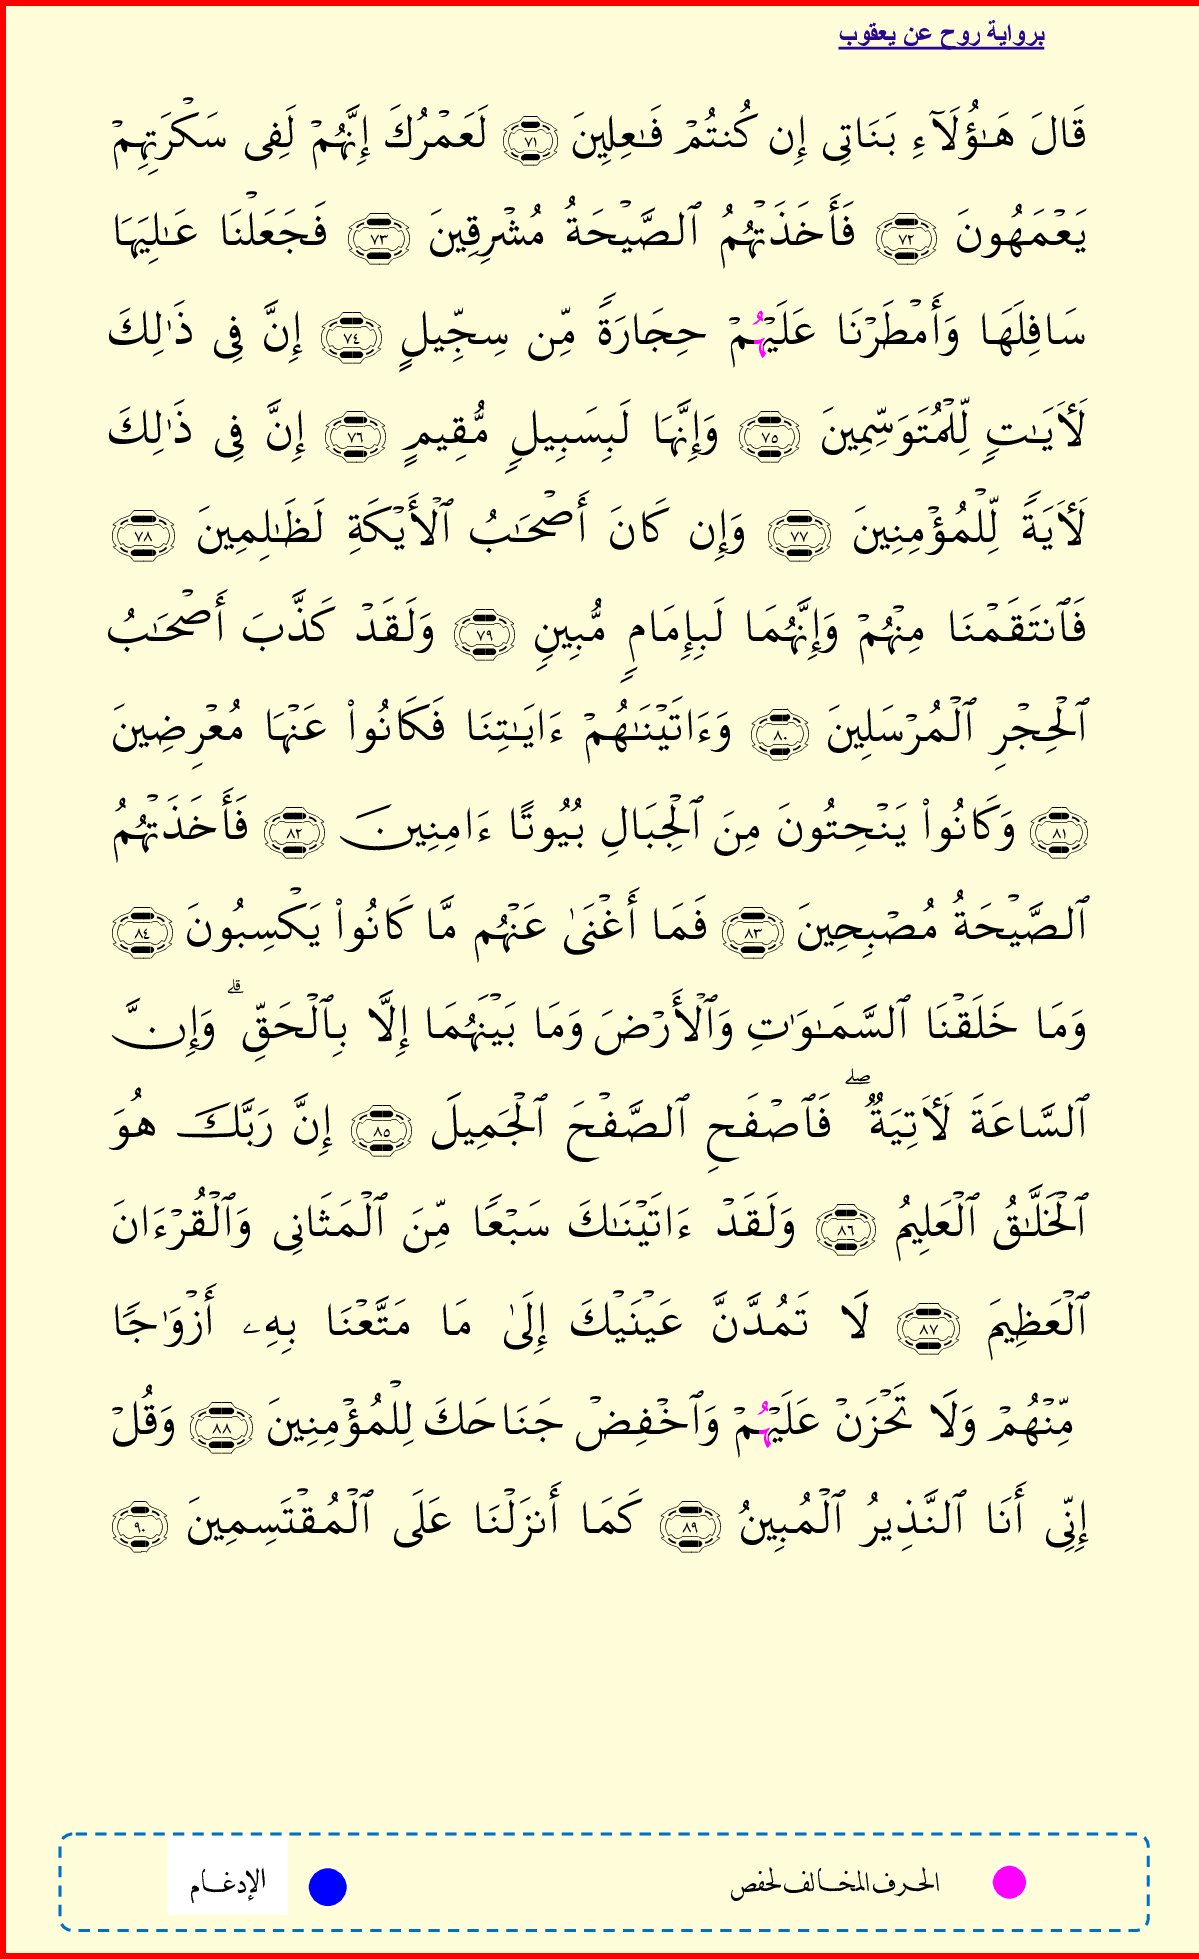 برواية روح عن يعقوب
قَالَ هَـٰٓؤُلَآءِ بَنَاتِى إِن كُنتُمْ فَـٰعِلِينَ ٧١ لَعَمْرُكَ إِنَّهُمْ لَفِى سَكْرَتِهِمْ
يَعْمَهُونَ ٧٢ فَأَخَذَتْهُمُ ٱلصَّيْحَةُ مُشْرِقِينَ ٧٣ فَجَعَلْنَا عَـٰلِيَهَا
سَافِلَهَا وَأَمْطَرْنَا عَلَيْهُمْ حِجَارَةً مِّن سِجِّيلٍ ٧٤ إِنَّ فِى ذَٰلِكَ
لَـَٔايَـٰتٍ لِّلْمُتَوَسِّمِينَ ٧٥ وَإِنَّهَا لَبِسَبِيلٍ مُّقِيمٍ ٧٦ إِنَّ فِى ذَٰلِكَ
لَـَٔايَةً لِّلْمُؤْمِنِينَ ٧٧ وَإِن كَانَ أَصْحَـٰبُ ٱلْأَيْكَةِ لَظَـٰلِمِينَ ٧٨
فَٱنتَقَمْنَا مِنْهُمْ وَإِنَّهُمَا لَبِإِمَامٍ مُّبِينٍ ٧٩ وَلَقَدْ كَذَّبَ أَصْحَـٰبُ
ٱلْحِجْرِ ٱلْمُرْسَلِينَ ٨٠ وَءَاتَيْنَـٰهُمْ ءَايَـٰتِنَا فَكَانُوا۟ عَنْهَا مُعْرِضِينَ
٨١ وَكَانُوا۟ يَنْحِتُونَ مِنَ ٱلْجِبَالِ بُيُوتًا ءَامِنِينَ ٨٢ فَأَخَذَتْهُمُ
ٱلصَّيْحَةُ مُصْبِحِينَ ٨٣ فَمَا أَغْنَىٰ عَنْهُم مَّا كَانُوا۟ يَكْسِبُونَ ٨٤
وَمَا خَلَقْنَا ٱلسَّمَـٰوَٰتِ وَٱلْأَرْضَ وَمَا بَيْنَهُمَا إِلَّا بِٱلْحَقِّ ۗ وَإِنَّ
ٱلسَّاعَةَ لَـَٔاتِيَةٌ ۖ فَٱصْفَحِ ٱلصَّفْحَ ٱلْجَمِيلَ ٨٥ إِنَّ رَبَّكَ هُوَ
ٱلْخَلَّـٰقُ ٱلْعَلِيمُ ٨٦ وَلَقَدْ ءَاتَيْنَـٰكَ سَبْعًا مِّنَ ٱلْمَثَانِى وَٱلْقُرْءَانَ
ٱلْعَظِيمَ ٨٧ لَا تَمُدَّنَّ عَيْنَيْكَ إِلَىٰ مَا مَتَّعْنَا بِهِۦ أَزْوَٰجًا
مِّنْهُمْ وَلَا تَحْزَنْ عَلَيْهُمْ وَٱخْفِضْ جَنَاحَكَ لِلْمُؤْمِنِينَ ٨٨ وَقُلْ
إِنِّى أَنَا ٱلنَّذِيرُ ٱلْمُبِينُ ٨٩ كَمَا أَنزَلْنَا عَلَى ٱلْمُقْتَسِمِينَ ٩٠
الحرف المخالف لحفص
الإدغام